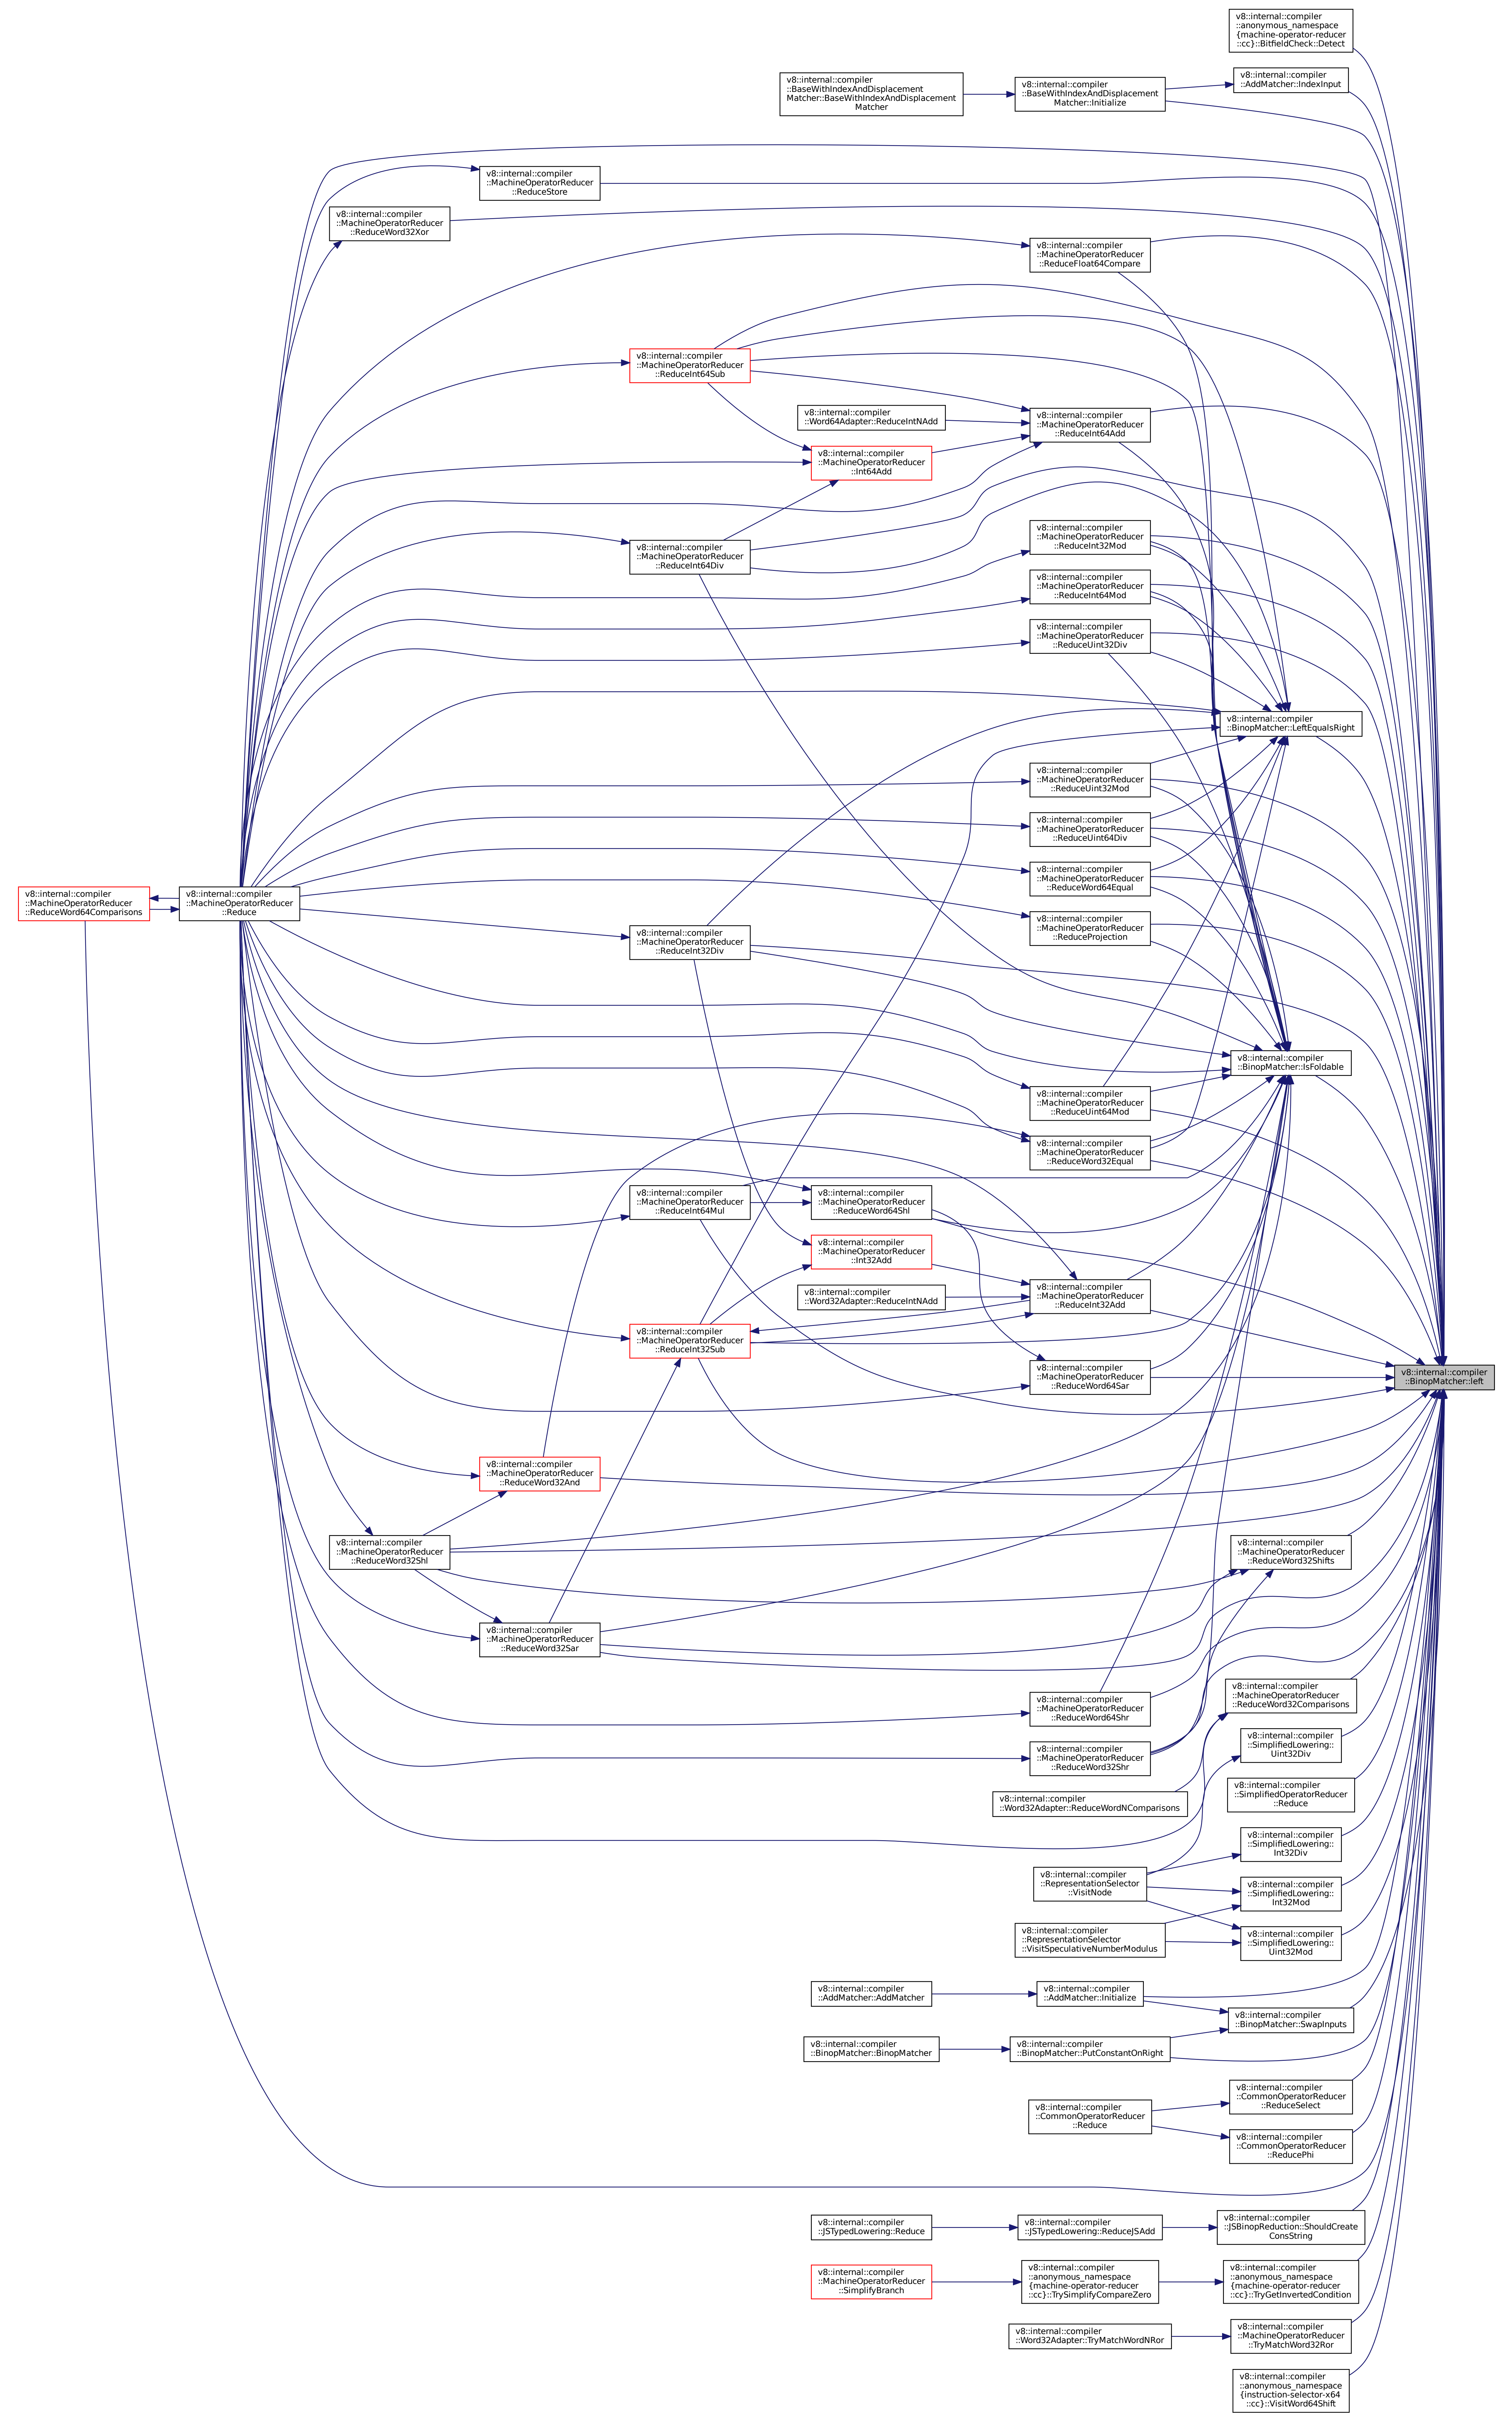 v8::internal::compiler
::anonymous_namespace
{machine-operator-reducer
::cc}::BitfieldCheck::Detect
v8::internal::compiler
::AddMatcher::IndexInput
v8::internal::compiler
::BaseWithIndexAndDisplacement
Matcher::BaseWithIndexAndDisplacement
Matcher
v8::internal::compiler
::BaseWithIndexAndDisplacement
Matcher::Initialize
v8::internal::compiler
::MachineOperatorReducer
::ReduceStore
v8::internal::compiler
::MachineOperatorReducer
::ReduceWord32Xor
v8::internal::compiler
::MachineOperatorReducer
::ReduceFloat64Compare
v8::internal::compiler
::MachineOperatorReducer
::ReduceInt64Sub
v8::internal::compiler
::Word64Adapter::ReduceIntNAdd
v8::internal::compiler
::MachineOperatorReducer
::ReduceInt64Add
v8::internal::compiler
::MachineOperatorReducer
::Int64Add
v8::internal::compiler
::MachineOperatorReducer
::ReduceInt32Mod
v8::internal::compiler
::MachineOperatorReducer
::ReduceInt64Div
v8::internal::compiler
::MachineOperatorReducer
::ReduceInt64Mod
v8::internal::compiler
::MachineOperatorReducer
::ReduceUint32Div
v8::internal::compiler
::BinopMatcher::LeftEqualsRight
v8::internal::compiler
::MachineOperatorReducer
::ReduceUint32Mod
v8::internal::compiler
::MachineOperatorReducer
::ReduceUint64Div
v8::internal::compiler
::MachineOperatorReducer
::ReduceWord64Equal
v8::internal::compiler
::MachineOperatorReducer
::ReduceWord64Comparisons
v8::internal::compiler
::MachineOperatorReducer
::Reduce
v8::internal::compiler
::MachineOperatorReducer
::ReduceProjection
v8::internal::compiler
::MachineOperatorReducer
::ReduceInt32Div
v8::internal::compiler
::BinopMatcher::IsFoldable
v8::internal::compiler
::MachineOperatorReducer
::ReduceUint64Mod
v8::internal::compiler
::MachineOperatorReducer
::ReduceWord32Equal
v8::internal::compiler
::MachineOperatorReducer
::ReduceInt64Mul
v8::internal::compiler
::MachineOperatorReducer
::ReduceWord64Shl
v8::internal::compiler
::MachineOperatorReducer
::Int32Add
v8::internal::compiler
::Word32Adapter::ReduceIntNAdd
v8::internal::compiler
::MachineOperatorReducer
::ReduceInt32Add
v8::internal::compiler
::MachineOperatorReducer
::ReduceInt32Sub
v8::internal::compiler
::MachineOperatorReducer
::ReduceWord64Sar
v8::internal::compiler
::BinopMatcher::left
v8::internal::compiler
::MachineOperatorReducer
::ReduceWord32And
v8::internal::compiler
::MachineOperatorReducer
::ReduceWord32Shl
v8::internal::compiler
::MachineOperatorReducer
::ReduceWord32Shifts
v8::internal::compiler
::MachineOperatorReducer
::ReduceWord32Sar
v8::internal::compiler
::MachineOperatorReducer
::ReduceWord32Comparisons
v8::internal::compiler
::MachineOperatorReducer
::ReduceWord64Shr
v8::internal::compiler
::SimplifiedLowering::
Uint32Div
v8::internal::compiler
::MachineOperatorReducer
::ReduceWord32Shr
v8::internal::compiler
::SimplifiedOperatorReducer
::Reduce
v8::internal::compiler
::Word32Adapter::ReduceWordNComparisons
v8::internal::compiler
::SimplifiedLowering::
Int32Div
v8::internal::compiler
::RepresentationSelector
::VisitNode
v8::internal::compiler
::SimplifiedLowering::
Int32Mod
v8::internal::compiler
::RepresentationSelector
::VisitSpeculativeNumberModulus
v8::internal::compiler
::SimplifiedLowering::
Uint32Mod
v8::internal::compiler
::AddMatcher::AddMatcher
v8::internal::compiler
::AddMatcher::Initialize
v8::internal::compiler
::BinopMatcher::SwapInputs
v8::internal::compiler
::BinopMatcher::BinopMatcher
v8::internal::compiler
::BinopMatcher::PutConstantOnRight
v8::internal::compiler
::CommonOperatorReducer
::ReduceSelect
v8::internal::compiler
::CommonOperatorReducer
::Reduce
v8::internal::compiler
::CommonOperatorReducer
::ReducePhi
v8::internal::compiler
::JSTypedLowering::Reduce
v8::internal::compiler
::JSTypedLowering::ReduceJSAdd
v8::internal::compiler
::JSBinopReduction::ShouldCreate
ConsString
v8::internal::compiler
::MachineOperatorReducer
::SimplifyBranch
v8::internal::compiler
::anonymous_namespace
{machine-operator-reducer
::cc}::TrySimplifyCompareZero
v8::internal::compiler
::anonymous_namespace
{machine-operator-reducer
::cc}::TryGetInvertedCondition
v8::internal::compiler
::Word32Adapter::TryMatchWordNRor
v8::internal::compiler
::MachineOperatorReducer
::TryMatchWord32Ror
v8::internal::compiler
::anonymous_namespace
{instruction-selector-x64
::cc}::VisitWord64Shift